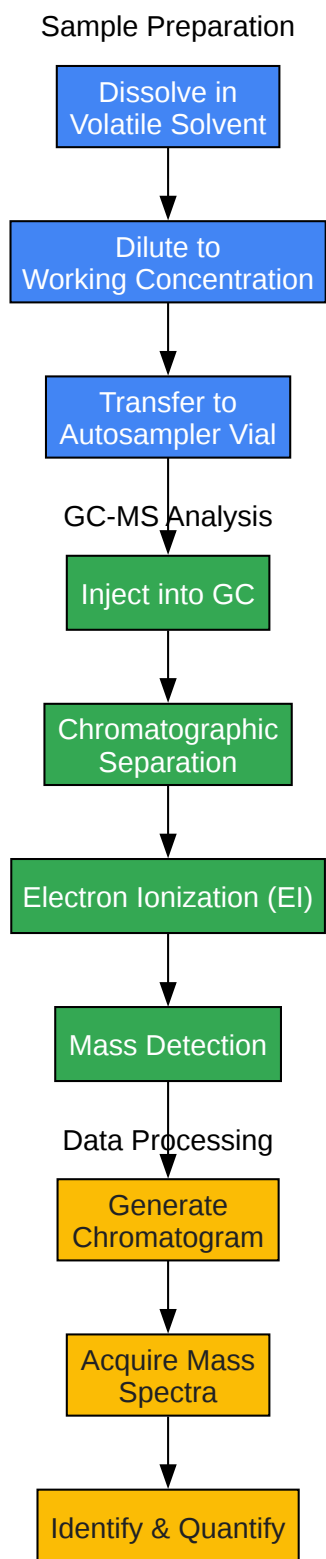 Sample Preparation
Dissolve in
Volatile Solvent
Dilute to
Working Concentration
Transfer to
Autosampler Vial
GC-MS Analysis
Inject into GC
Chromatographic
Separation
Electron Ionization (EI)
Mass Detection
Data Processing
Generate
Chromatogram
Acquire Mass
Spectra
Identify & Quantify